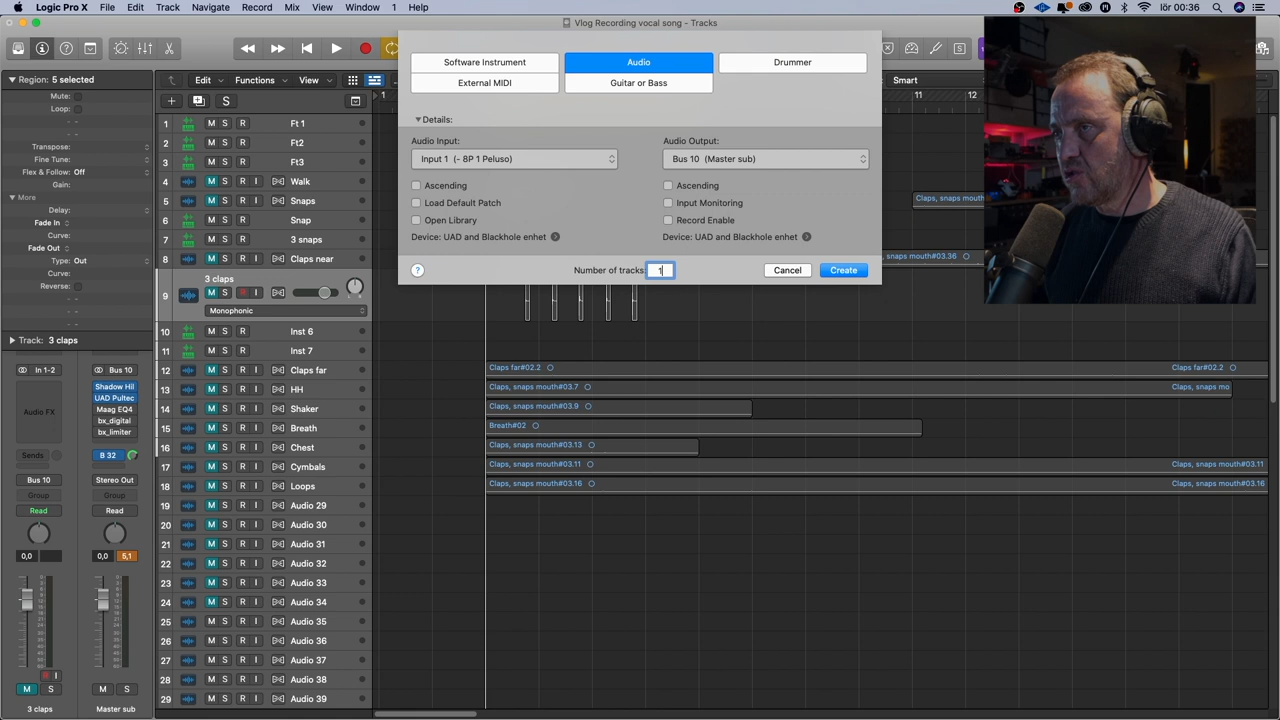 Logic Pro X File Edit Track Navigate Record Mix View Window 1 Help lör 00:36
Vlog Recording vocal song - Tracks
Region: 5 selected
Mute:
Loop:
Transpose:
Fine Tune:
Flex & Follow: Off
Gain:
More
Delay:
Fade In
Curve:
Fade Out
Type: Out
Curve:
Reverse:
Track: 3 claps
In 1-2
Bus 10
Audio FX
Shadow Hil
UAD Pultec
Maag EQ4
bx_digital
bx_limiter
Sends
B 32
Bus 10
Stereo Out
Group
Group
Read
Read
0,0
0,0 5,1
R I
M S
M S
3 claps
Master sub
Edit Functions View
Smart
S
1
11 12
1 M S R Ft 1
2 M S R Ft 2
3 M S R Ft3
4 M S R I Walk
5 M S R I Snaps
6 M S R I Snap
7 M S R I 3 snaps
8 M S R I Claps near
3 claps
9 M S R I
Monophonic
10 M S R Inst 6
11 M S R Inst 7
12 M S R I Claps far
13 M S R I HH
14 M S R I Shaker
15 M S R I Breath
16 M S R I Chest
17 M S R I Cymbals
18 M S R I Loops
19 M S R I Audio 29
20 M S R I Audio 30
21 M S R I Audio 31
22 M S R I Audio 32
23 M S R I Audio 33
24 M S R I Audio 34
25 M S R I Audio 35
26 M S R I Audio 36
27 M S R I Audio 37
28 M S R I Audio 38
29 M S R I Audio 39
Software Instrument
Audio
Drummer
External MIDI
Guitar or Bass
Details:
Audio Input:
Input 1 (- 8P 1 Peluso)
Ascending
Load Default Patch
Open Library
Device: UAD and Blackhole enhet
Audio Output:
Bus 10 (Master sub)
Ascending
Input Monitoring
Record Enable
Device: UAD and Blackhole enhet
?
Number of tracks: 1
Cancel
Create
Claps, snaps mouth
aps, snaps mouth#03.36
Claps far#02.2
Claps far#02.2
Claps, snaps mouth#03.7
Claps, snaps mo
Claps, snaps mouth#03.9
Breath#02
Claps, snaps mouth#03.13
Claps, snaps mouth#03.11
Claps, snaps mouth#03.11
Claps, snaps mouth#03.16
Claps, snaps mouth#03.16